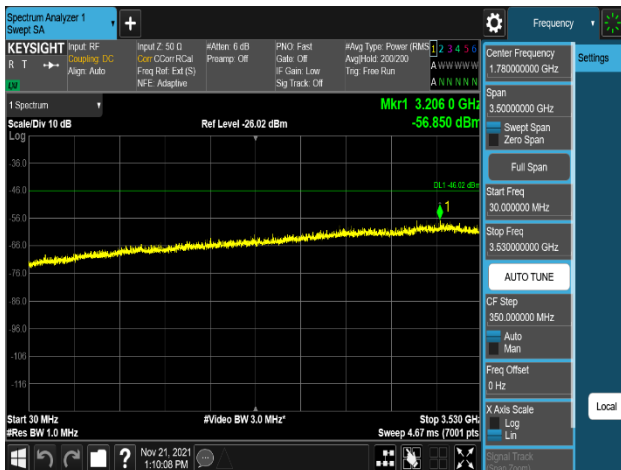 Spectrum Analyzer 1
Swept SA
+
Frequency
KEYSIGHT
R T
LXI
Input: RF
Coupling: DC
Align: Auto
Input Z: 50 Ω
Corr CCorr RCal
Freq Ref: Ext (S)
NFE: Adaptive
#Atten: 6 dB
Preamp: Off
PNO: Fast
Gate: Off
IF Gain: Low
Sig Track: Off
#Avg Type: Power (RMS
Avg|Hold: 200/200
Trig: Free Run
1 2 3 4 5 6
A W W W W W
A N N N N N
1 Spectrum
Scale/Div 10 dB
Ref Level -26.02 dBm
Mkr1 3.206 0 GHz
-56.850 dBm
Log
-36.0
-46.0
-56.0
-66.0
-76.0
-86.0
-96.0
-106
-116
DL1 -46.02 dBm
1
Start 30 MHz
#Res BW 1.0 MHz
#Video BW 3.0 MHz*
Stop 3.530 GHz
Sweep 4.67 ms (7001 pts
Nov 21, 2021
1:10:08 PM
?
Center Frequency
1.780000000 GHz
Span
3.50000000 GHz
Swept Span
Zero Span
Full Span
Start Freq
30.000000 MHz
Stop Freq
3.530000000 GHz
AUTO TUNE
CF Step
350.000000 MHz
Auto
Man
Freq Offset
0 Hz
X Axis Scale
Log
Lin
Signal Track
(Span Zoom)
Settings
Local